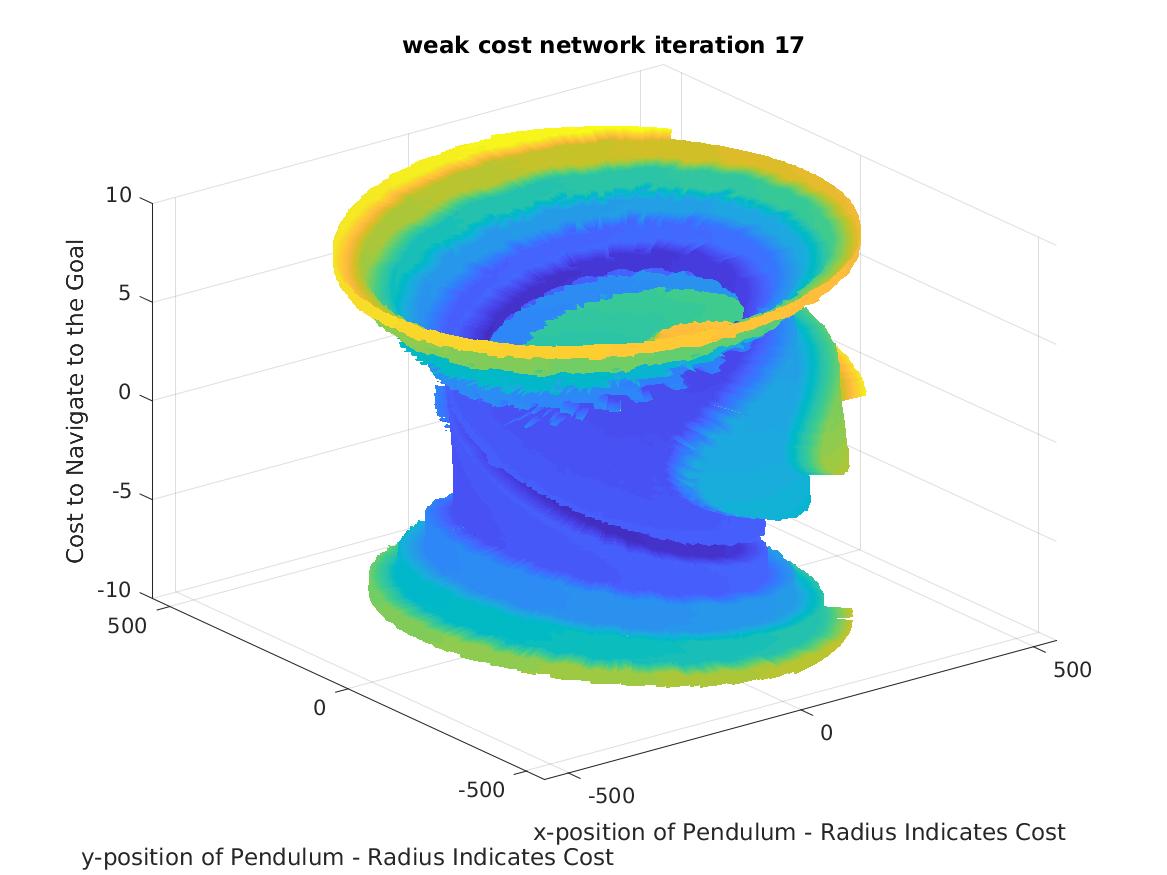 weak cost network iteration 17
Cost to Navigate to the Goal
10
5
0
-5
-10
500
0
-500
-500
0
500
x-position of Pendulum - Radius Indicates Cost
y-position of Pendulum - Radius Indicates Cost